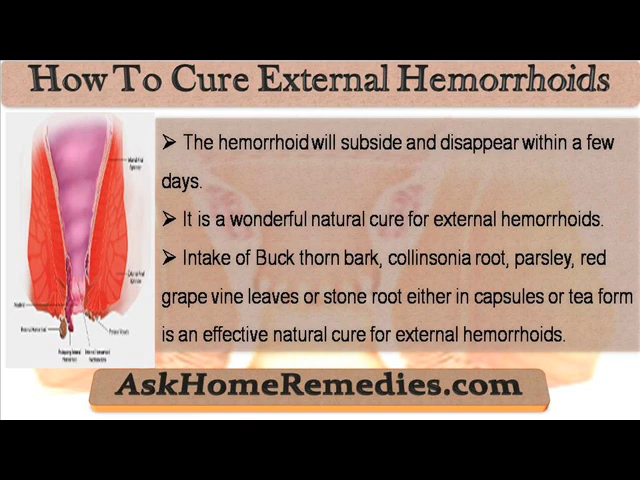 How To Cure External Hemorrhoids
➢ The hemorrhoid will subside and disappear within a few
days.
➢ It is a wonderful natural cure for external hemorrhoids.
➢ Intake of Buck thorn bark, collinsonia root, parsley, red
grape vine leaves or stone root either in capsules or tea form
is an effective natural cure for external hemorrhoids.
AskHomeRemedies.com